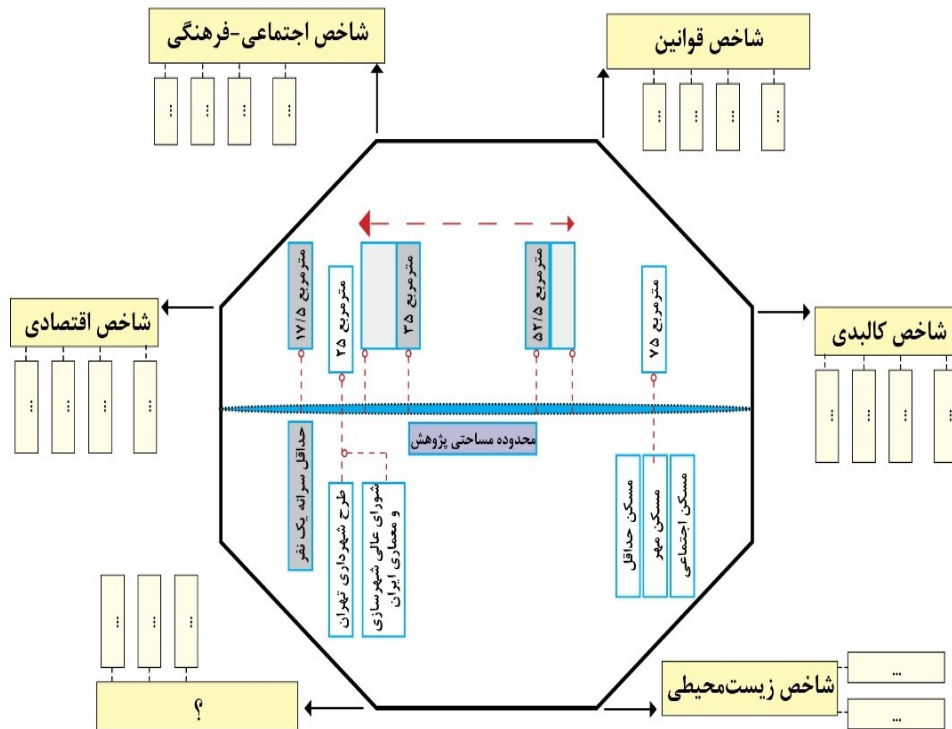 شاخص قوانین
...
...
...
...
شاخص اجتماعی-فرهنگی
...
...
...
...
شاخص کالبدی
...
...
...
...
شاخص اقتصادی
...
...
...
...
۷۵ مترمربع
۵۲/۵ مترمربع
۳۵ مترمربع
۲۵ مترمربع
۱۷/۵ مترمربع
محدوده مساحتی پژوهش
مسکن اجتماعی
مسکن مهر
مسکن حداقل
شورای عالی شهرسازی
و معماری ایران
طرح شهرداری تهران
حداقل سرانه یک نفر
شاخص زیست‌محیطی
...
...
...
...
...
؟